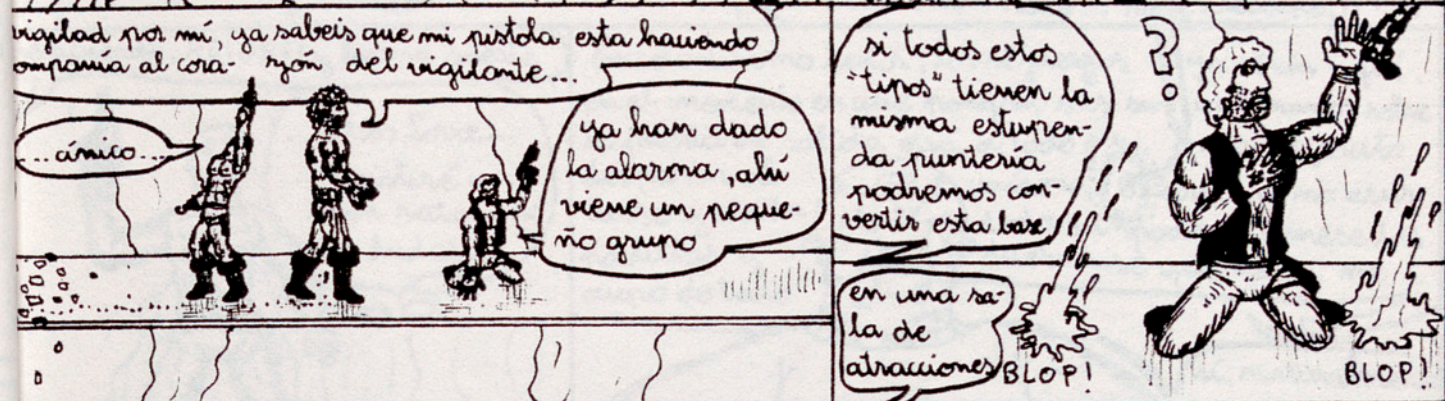 vigilad por mí, ya sabeis que mi pistola esta haciendo
ompañía al cora- zón del vigilante...
...ánico...
ya han dado
la alarma, ahí
viene un peque-
ño grupo
si todos estos
"tipos" tienen la
misma estupen-
da puntería
podremos con-
vertir esta base
en una sa-
la de
atracciones
?
BLOP!
BLOP!